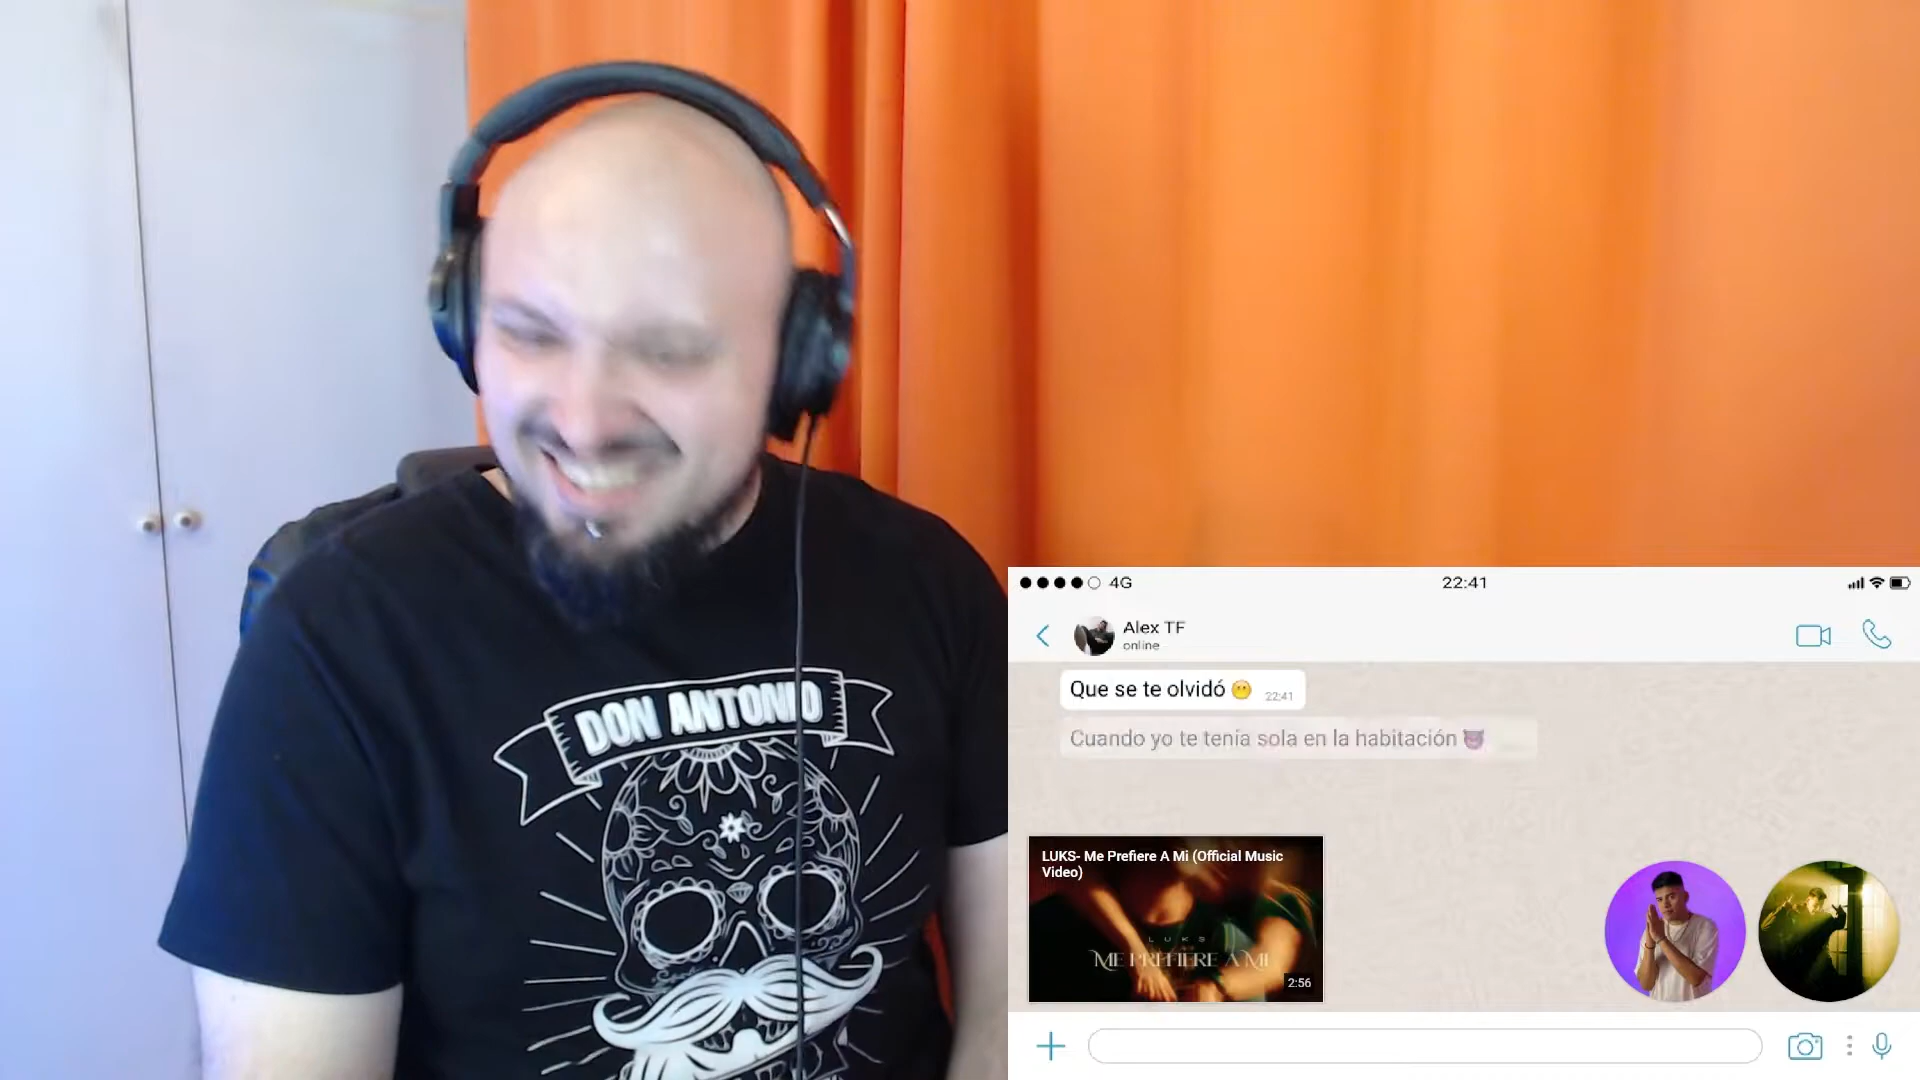 DON ANTONIO
4G
22:41
Alex TF
online
Que se te olvidó 😶 22:41
Cuando yo te tenia sola en la habitación 😈
LUKS- Me Prefiere A Mi (Official Music
Video)
LUKS
ME PREFIERE A MI
2:56